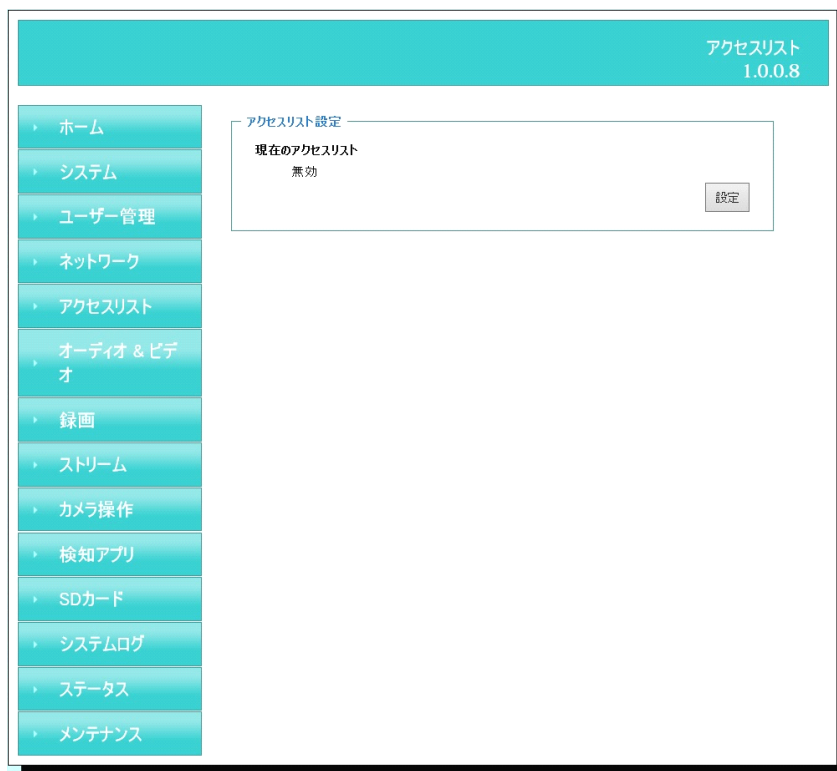 アクセスリスト
1.0.0.8
ホーム
システム
ユーザー管理
ネットワーク
アクセスリスト
オーディオ & ビデ
オ
録画
ストリーム
カメラ操作
検知アプリ
SDカード
システムログ
ステータス
メンテナンス
アクセスリスト設定
現在のアクセスリスト
無効
設定